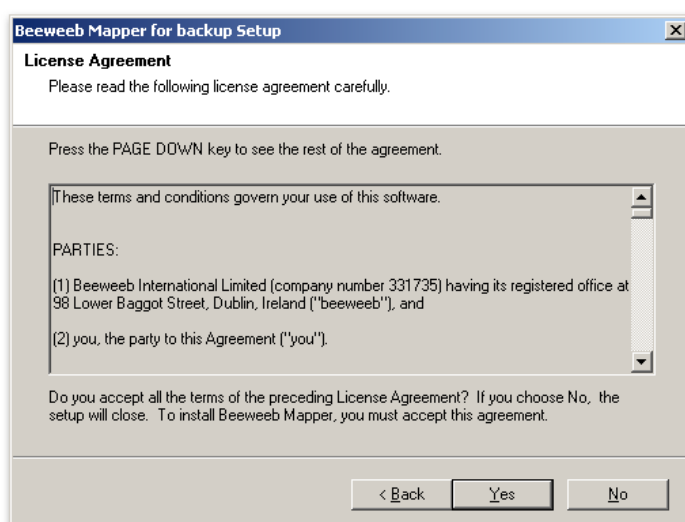 Beeweeb Mapper for backup Setup
License Agreement
Please read the following license agreement carefully.
Press the PAGE DOWN key to see the rest of the agreement.
These terms and conditions govern your use of this software.
PARTIES:
(1) Beeweeb International Limited (company number 331735) having its registered office at
98 Lower Baggot Street, Dublin, Ireland ("beeweeb"), and
(2) you, the party to this Agreement ("you").
Do you accept all the terms of the preceding License Agreement? If you choose No, the
setup will close. To install Beeweeb Mapper, you must accept this agreement.
< Back Yes No